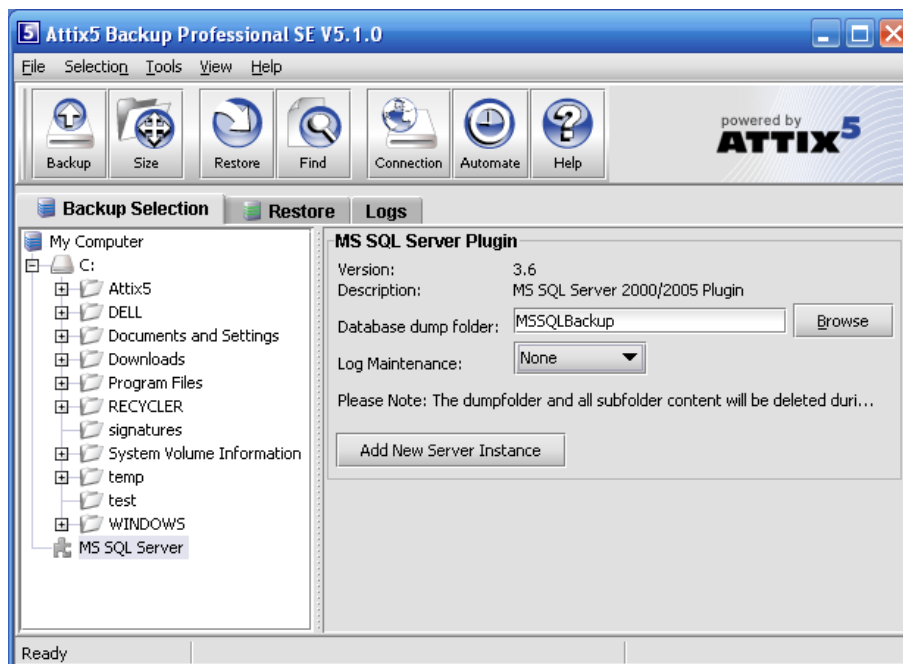 5 Attix5 Backup Professional SE V5.1.0
File Selection Tools View Help
Backup Size Restore Find Connection Automate Help
powered by
ATTIX5
Backup Selection Restore Logs
My Computer
C:
Attix5
DELL
Documents and Settings
Downloads
Program Files
RECYCLER
signatures
System Volume Information
temp
test
WINDOWS
MS SQL Server
MS SQL Server Plugin
Version: 3.6
Description: MS SQL Server 2000/2005 Plugin
Database dump folder: MSSQLBackup Browse
Log Maintenance: None
Please Note: The dumpfolder and all subfolder content will be deleted duri...
Add New Server Instance
Ready